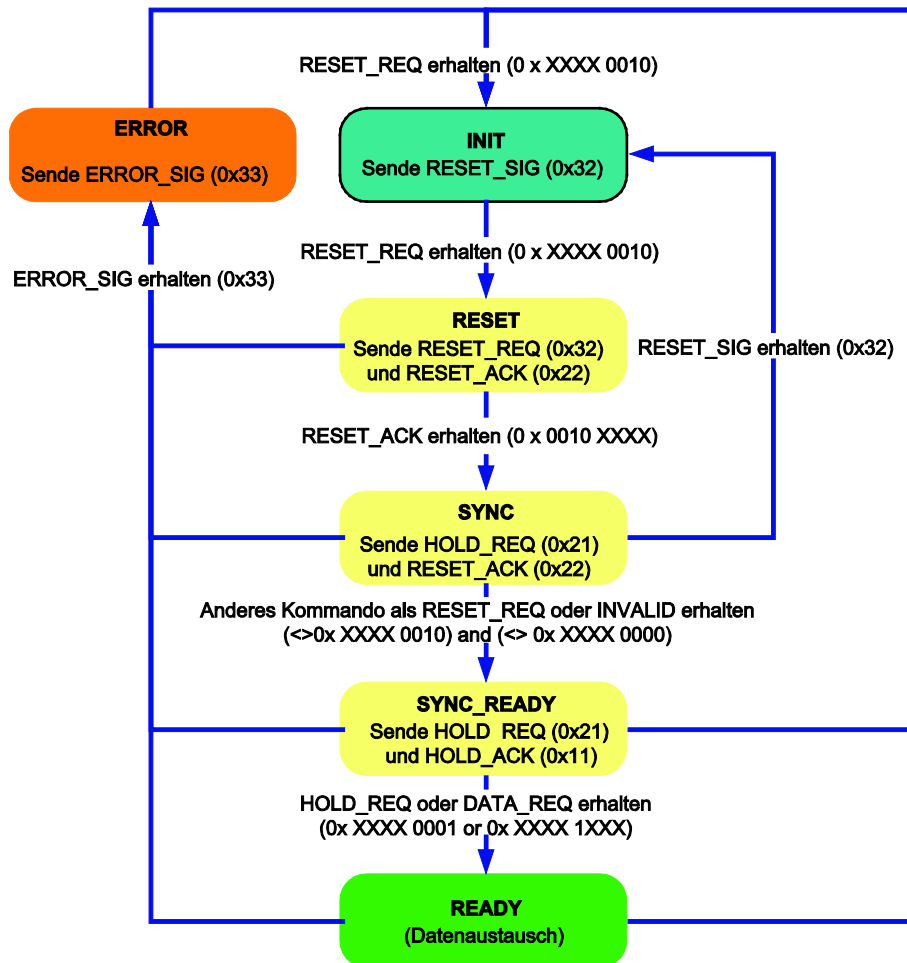 RESET_REQ erhalten (0 x XXXX 0010)
ERROR
Sende ERROR_SIG (0x33)
INIT
Sende RESET_SIG (0x32)
RESET_REQ erhalten (0 x XXXX 0010)
ERROR_SIG erhalten (0x33)
RESET
Sende RESET_REQ (0x32)
und RESET_ACK (0x22)
RESET_SIG erhalten (0x32)
RESET_ACK erhalten (0 x 0010 XXXX)
SYNC
Sende HOLD_REQ (0x21)
und RESET_ACK (0x22)
Anderes Kommando als RESET_REQ oder INVALID erhalten
(<>0x XXXX 0010) and (<> 0x XXXX 0000)
SYNC_READY
Sende HOLD_REQ (0x21)
und HOLD_ACK (0x11)
HOLD_REQ oder DATA_REQ erhalten
(0x XXXX 0001 or 0x XXXX 1XXX)
READY
(Datenaustausch)